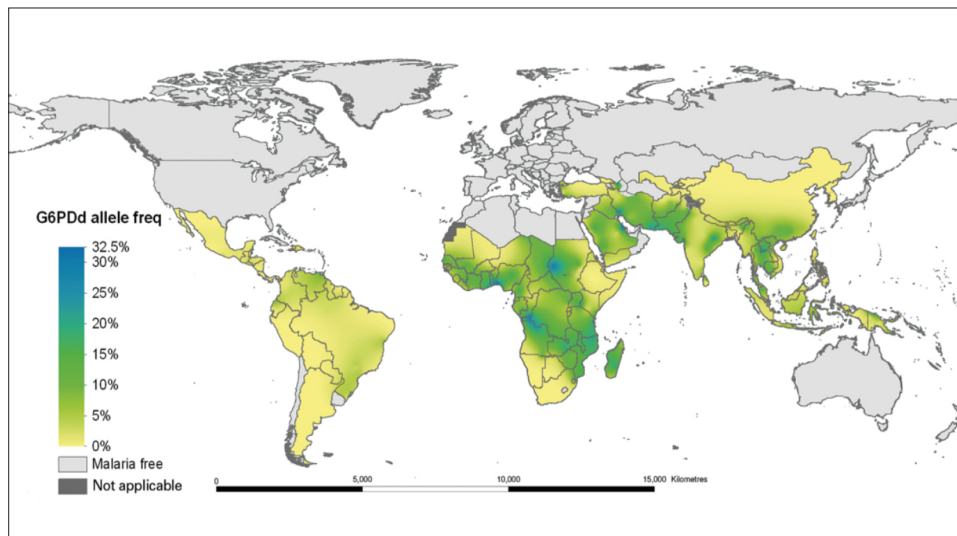 G6PDd allele freq
32.5%
30%
25%
20%
15%
10%
5%
0%
Malaria free
Not applicable
0 5,000 10,000 15,000 Kilometres